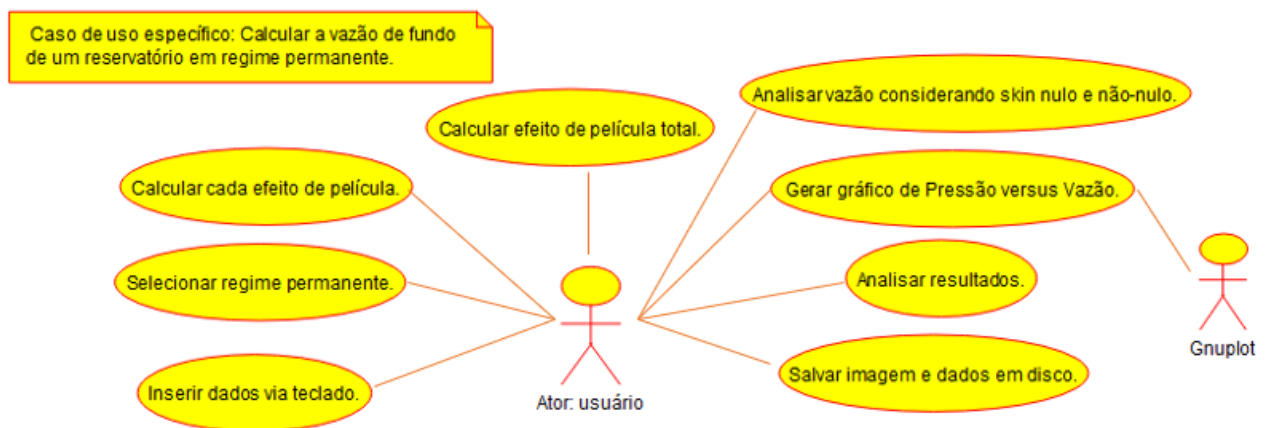 Caso de uso específico: Calcular a vazão de fundo
de um reservatório em regime permanente.
Calcular efeito de película total.
Analisar vazão considerando skin nulo e não-nulo.
Calcular cada efeito de película.
Gerar gráfico de Pressão versus Vazão.
Selecionar regime permanente.
Analisar resultados.
Gnuplot
Inserir dados via teclado.
Salvar imagem e dados em disco.
Ator: usuário